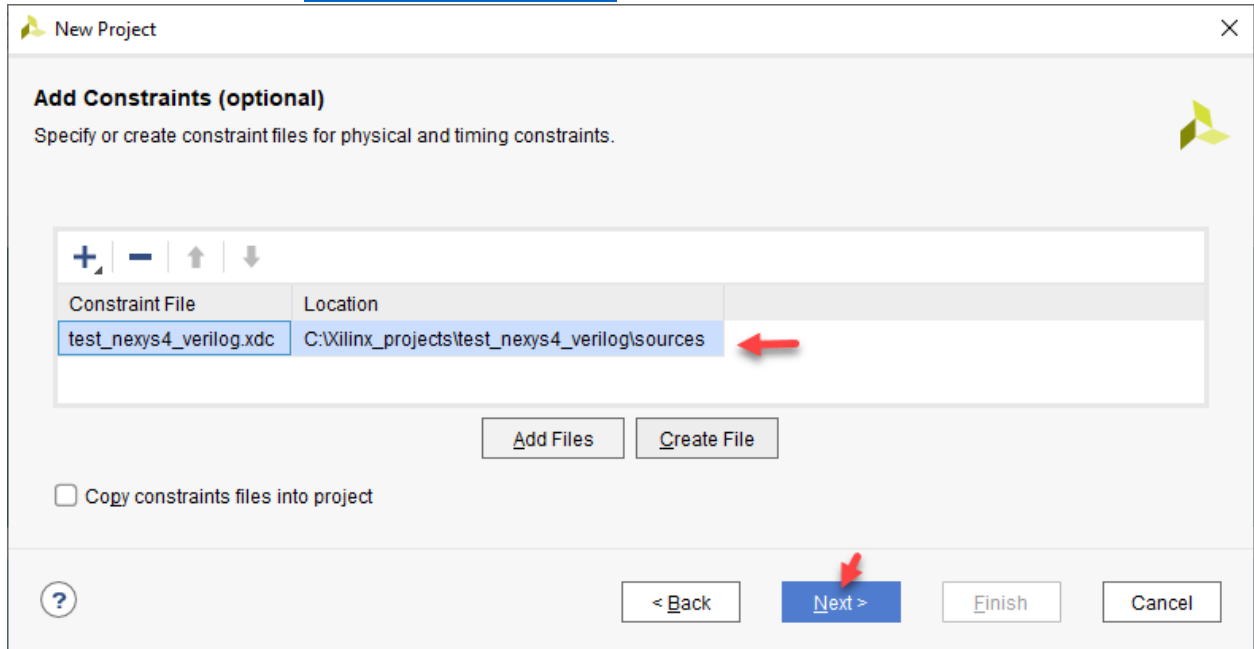 New Project
Add Constraints (optional)
Specify or create constraint files for physical and timing constraints.
Constraint File Location
test_nexys4_verilog.xdc C:\Xilinx_projects\test_nexys4_verilog\sources
Add Files Create File
Copy constraints files into project
? < Back Next > Finish Cancel